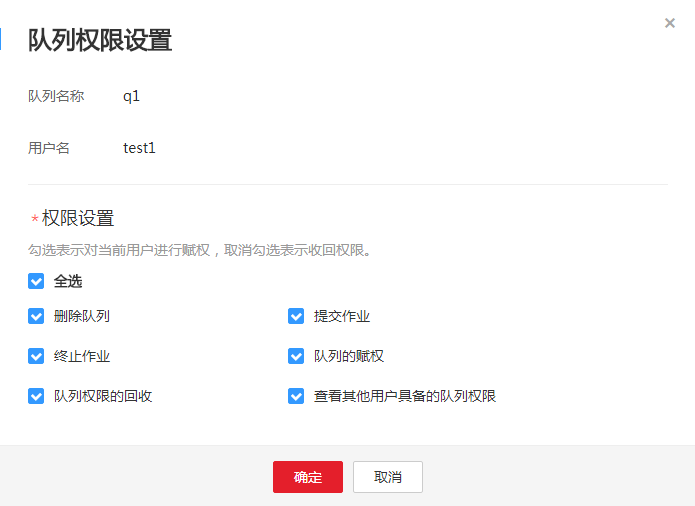 队列权限设置
队列名称 q1
用户名 test1
*权限设置
勾选表示对当前用户进行赋权，取消勾选表示收回权限。
全选
删除队列 提交作业
终止作业 队列的赋权
队列权限的回收 查看其他用户具备的队列权限
确定 取消